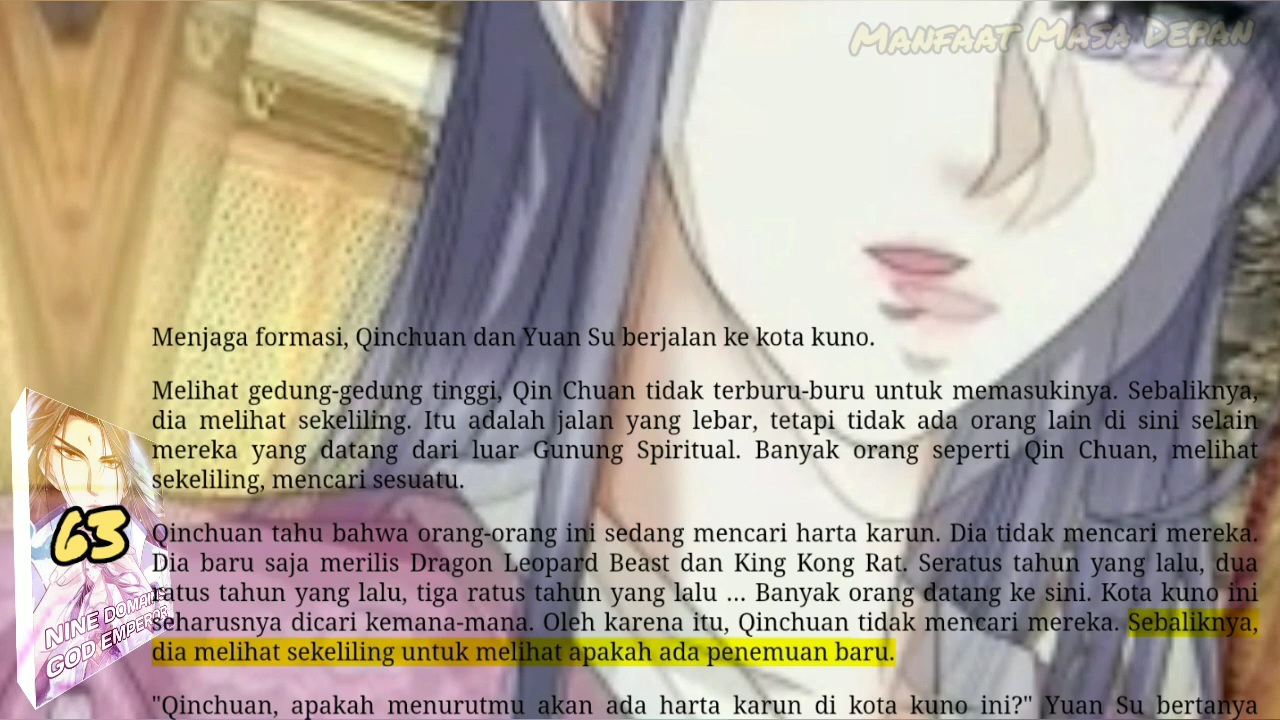 Manfaat Masa Depan
Menjaga formasi, Qinchuan dan Yuan Su berjalan ke kota kuno.
Melihat gedung-gedung tinggi, Qin Chuan tidak terburu-buru untuk memasukinya. Sebaliknya,
dia melihat sekeliling. Itu adalah jalan yang lebar, tetapi tidak ada orang lain di sini selain
mereka yang datang dari luar Gunung Spiritual. Banyak orang seperti Qin Chuan, melihat
sekeliling, mencari sesuatu.
Qinchuan tahu bahwa orang-orang ini sedang mencari harta karun. Dia tidak mencari mereka.
Dia baru saja merilis Dragon Leopard Beast dan King Kong Rat. Seratus tahun yang lalu, dua
ratus tahun yang lalu, tiga ratus tahun yang lalu ... Banyak orang datang ke sini. Kota kuno ini
seharusnya dicari kemana-mana. Oleh karena itu, Qinchuan tidak mencari mereka. Sebaliknya,
dia melihat sekeliling untuk melihat apakah ada penemuan baru.
"Qinchuan, apakah menurutmu akan ada harta karun di kota kuno ini?" Yuan Su bertanya
63
NINE DOMAINS
GOD EMPEROR